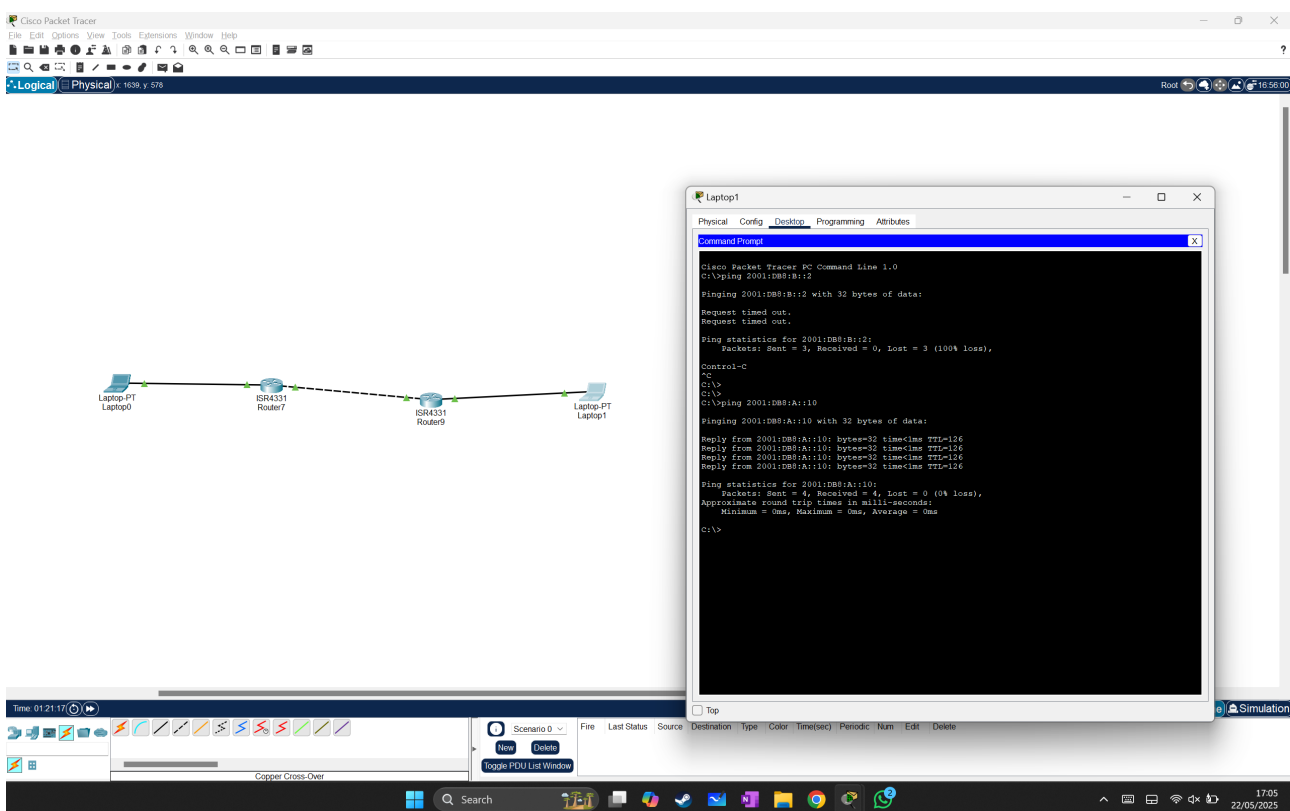 Cisco Packet Tracer
File Edit Options View Tools Extensions Window Help
?
Logical Physical x: 1639, y: 578
Root 16:56:00
Laptop-PT
Laptop0
ISR4331
Router7
ISR4331
Router9
Laptop-PT
Laptop1
Laptop1
Physical Config Desktop Programming Attributes
Command Prompt
X
Cisco Packet Tracer PC Command Line 1.0
C:\>ping 2001:DB8:B::2
Pinging 2001:DB8:B::2 with 32 bytes of data:
Request timed out.
Request timed out.
Ping statistics for 2001:DB8:B::2:
Packets: Sent = 3, Received = 0, Lost = 3 (100% loss),
Control-C
^C
C:\>
C:\>
C:\>ping 2001:DB8:A::10
Pinging 2001:DB8:A::10 with 32 bytes of data:
Reply from 2001:DB8:A::10: bytes=32 time<1ms TTL=126
Reply from 2001:DB8:A::10: bytes=32 time<1ms TTL=126
Reply from 2001:DB8:A::10: bytes=32 time<1ms TTL=126
Reply from 2001:DB8:A::10: bytes=32 time<1ms TTL=126
Ping statistics for 2001:DB8:A::10:
Packets: Sent = 4, Received = 4, Lost = 0 (0% loss),
Approximate round trip times in milli-seconds:
Minimum = 0ms, Maximum = 0ms, Average = 0ms
C:\>
Top
Time: 01:21:17
e Simulation
Scenario 0
New Delete
Toggle PDU List Window
Fire Last Status Source Destination Type Color Time(sec) Periodic Num Edit Delete
Copper Cross-Over
Search
2
17:05
22/05/2025